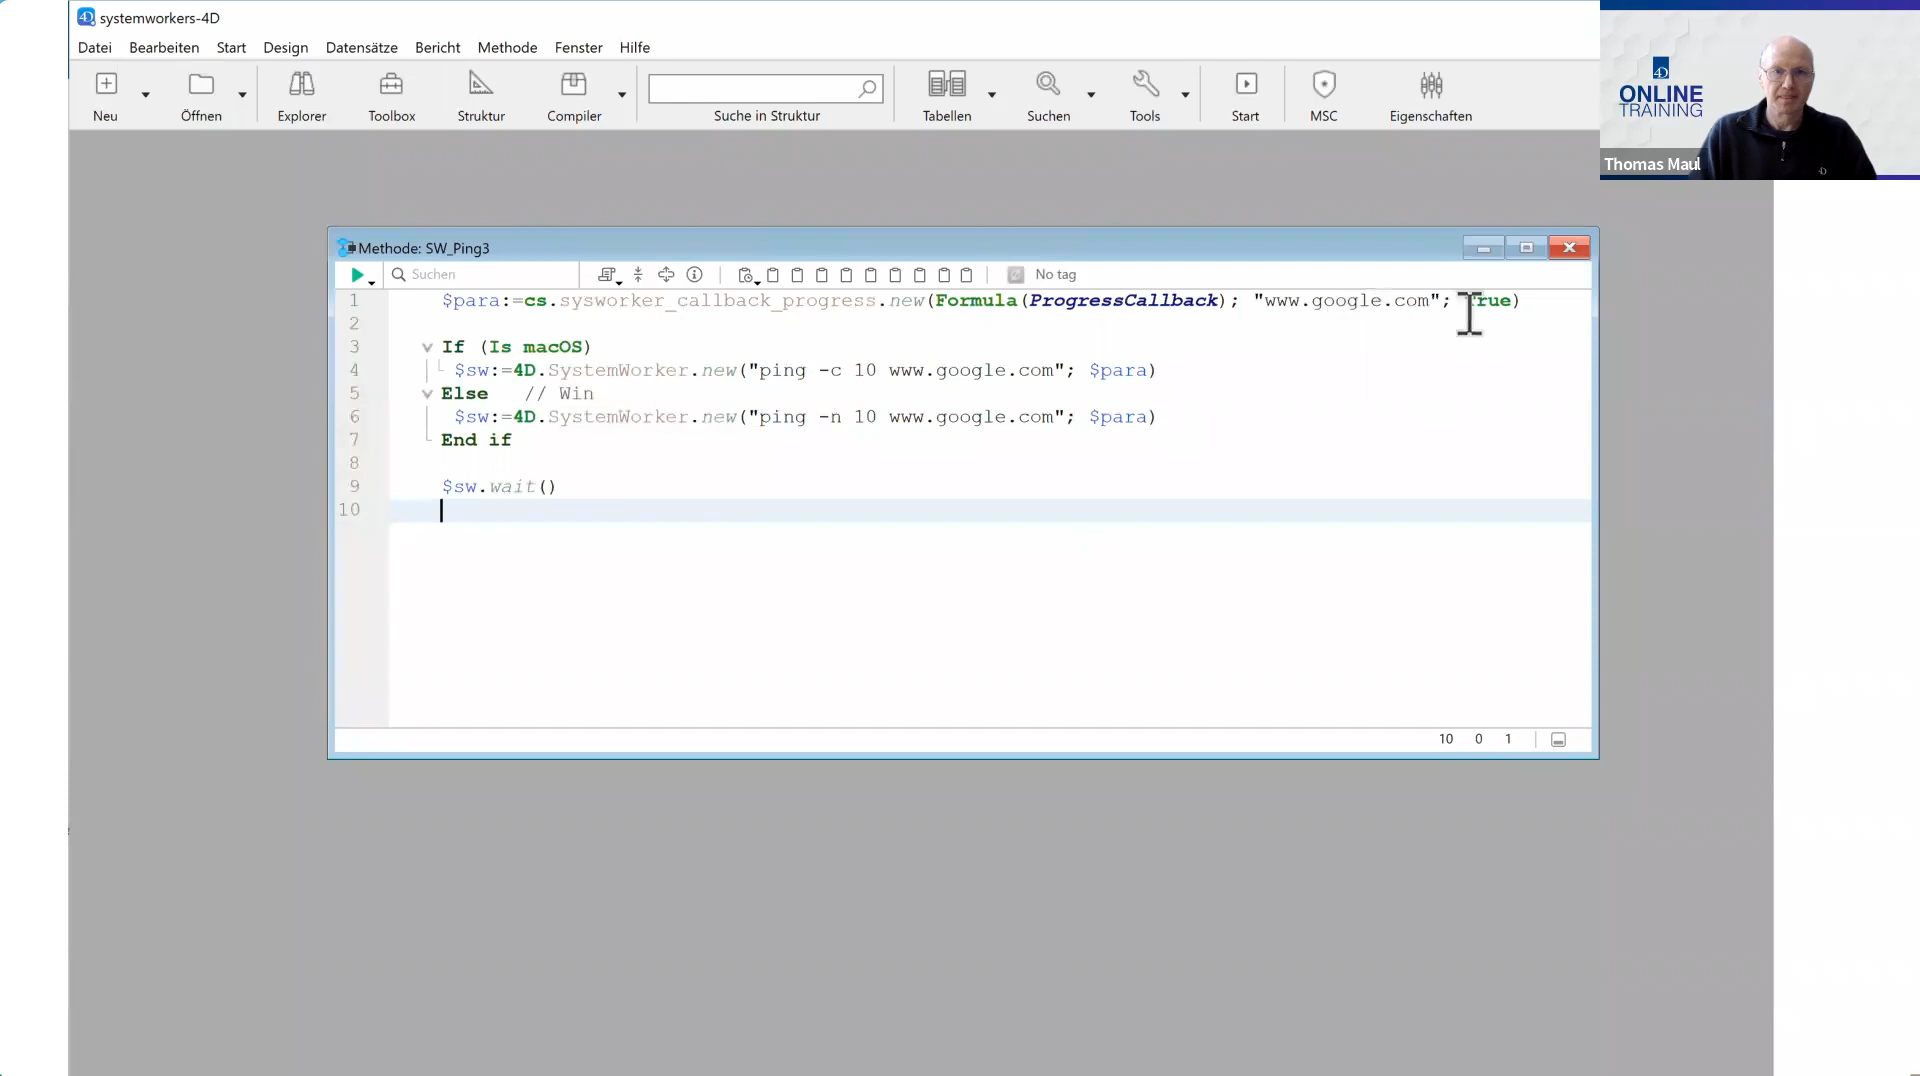 systemworkers-4D
Datei Bearbeiten Start Design Datensätze Bericht Methode Fenster Hilfe
Neu Öffnen Explorer Toolbox Struktur Compiler Suche in Struktur Tabellen Suchen Tools Start MSC Eigenschaften
4D
ONLINE
TRAINING
Thomas Maul
Methode: SW_Ping3
Suchen No tag
1 $para:=cs.sysworker_callback_progress.new(Formula(ProgressCallback); "www.google.com"; True)
2
3 If (Is macOS)
4 $sw:=4D.SystemWorker.new("ping -c 10 www.google.com"; $para)
5 Else // Win
6 $sw:=4D.SystemWorker.new("ping -n 10 www.google.com"; $para)
7 End if
8
9 $sw.wait()
10
10 0 1